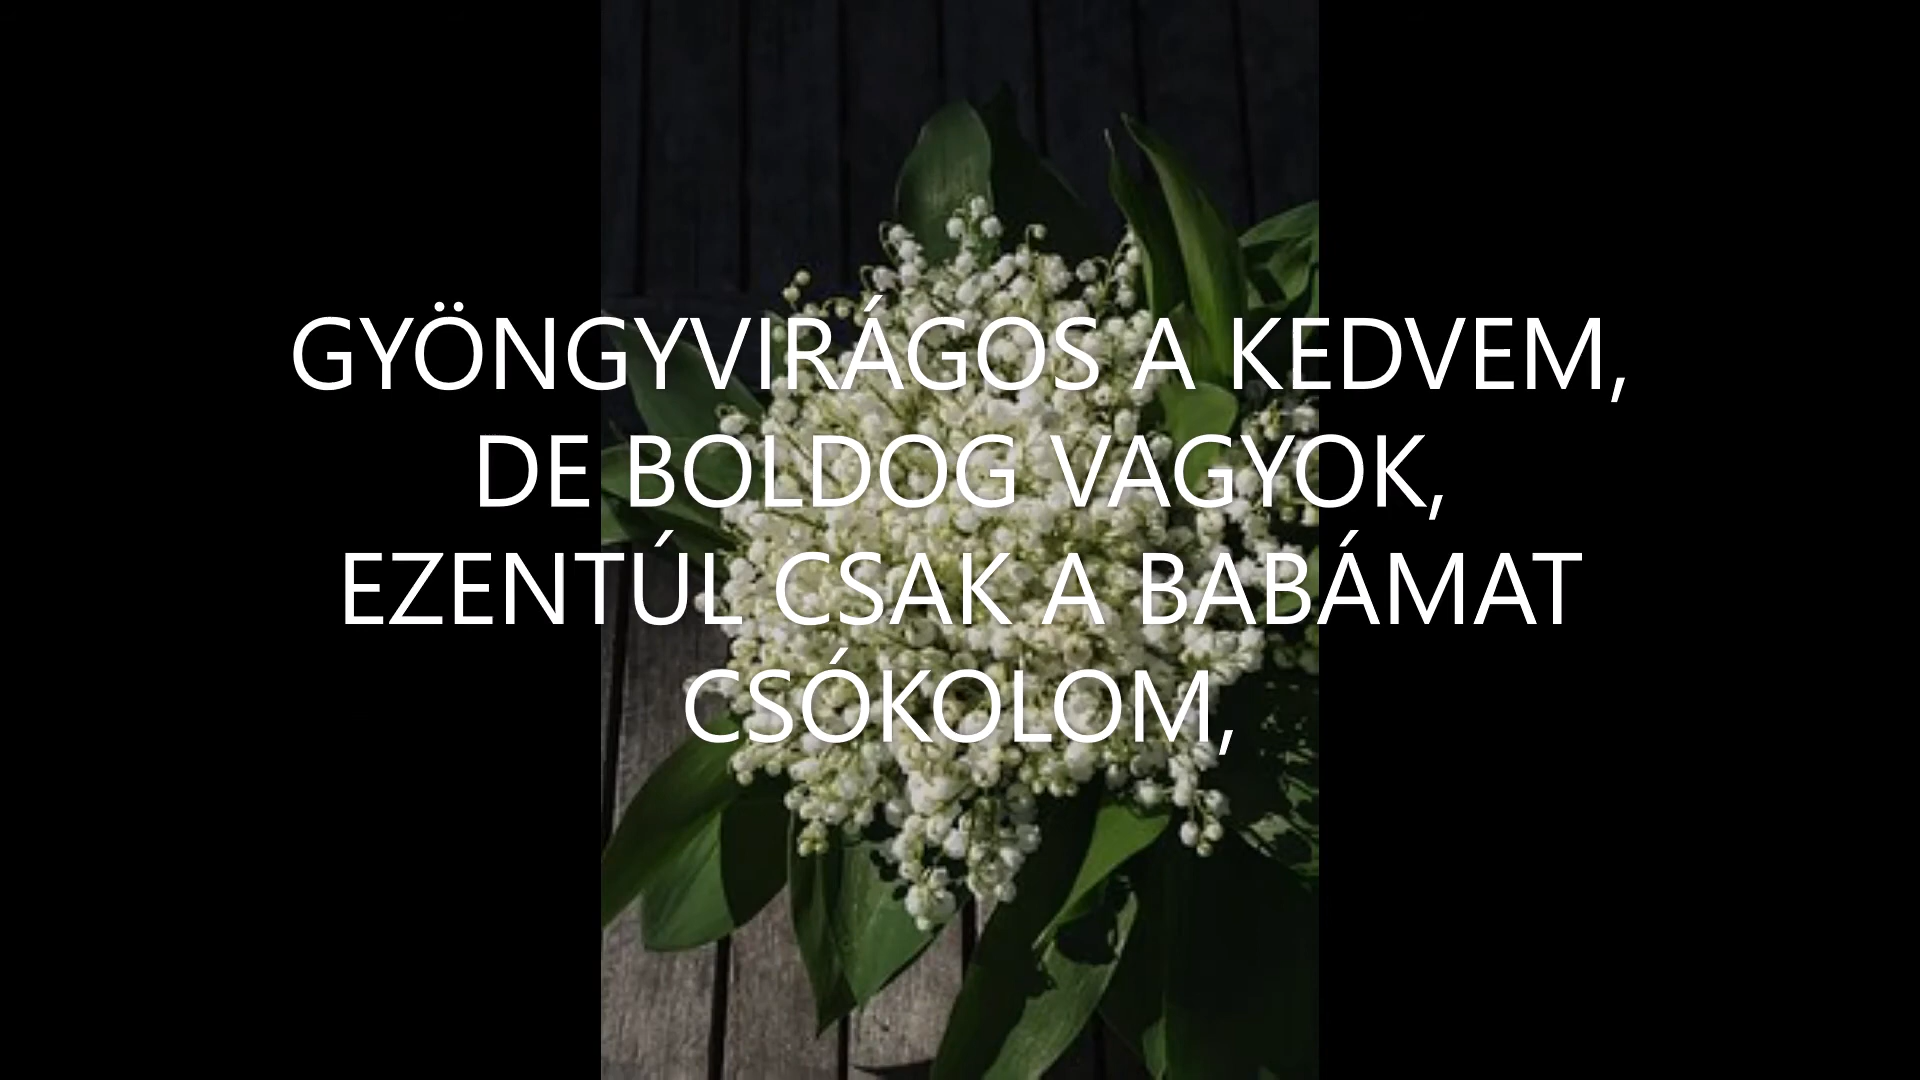 GYÖNGYVIRÁGOS A KEDVEM,
DE BOLDOG VAGYOK,
EZENTÚL CSAK A BABÁMAT
CSÓKOLOM,